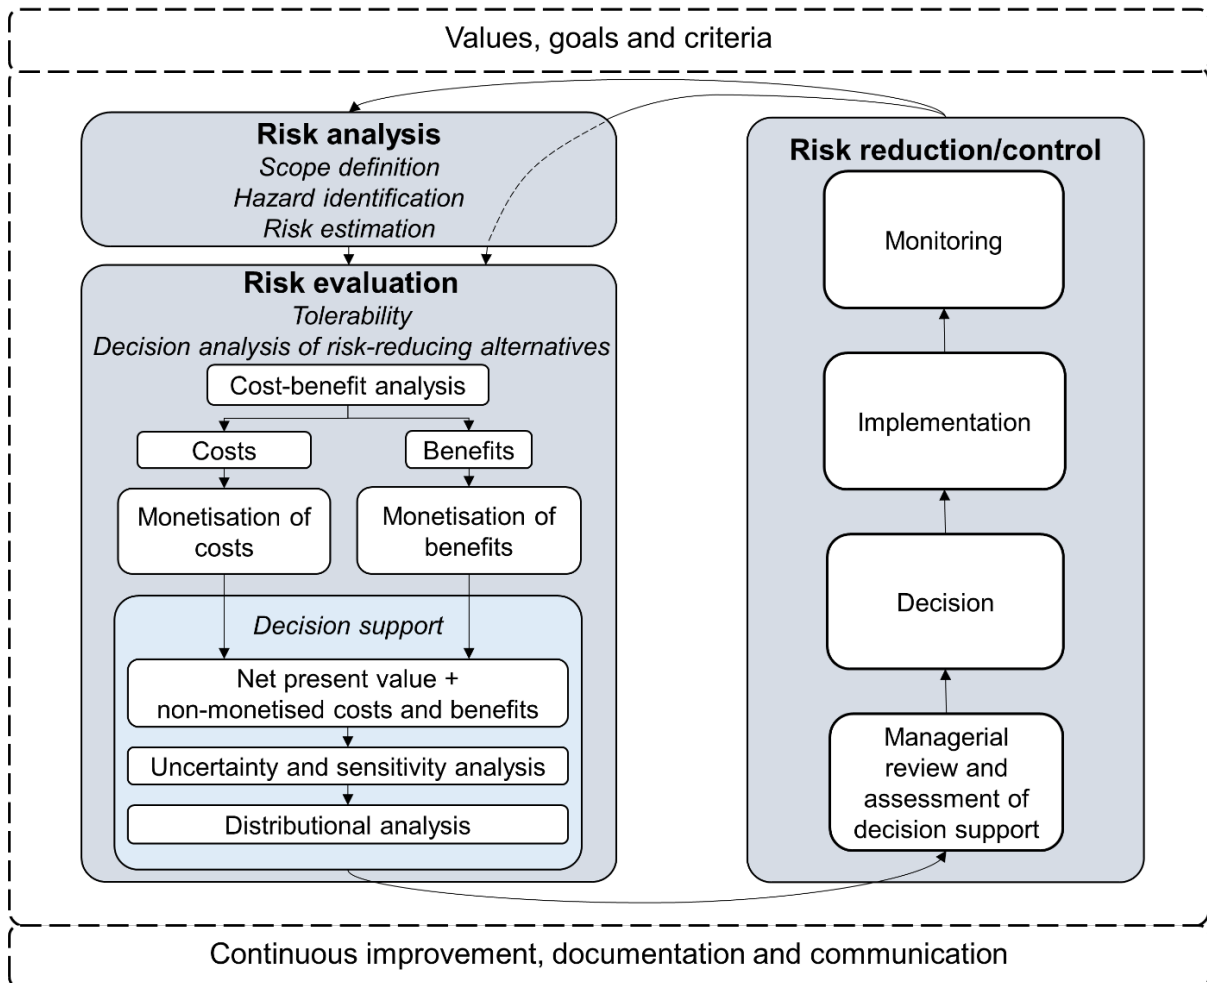 Values, goals and criteria
Risk analysis
Scope definition
Hazard identification
Risk estimation
Risk evaluation
Tolerability
Decision analysis of risk-reducing alternatives
Cost-benefit analysis
Costs
Benefits
Monetisation of
costs
Monetisation of
benefits
Decision support
Net present value +
non-monetised costs and benefits
Uncertainty and sensitivity analysis
Distributional analysis
Risk reduction/control
Monitoring
Implementation
Decision
Managerial
review and
assessment of
decision support
Continuous improvement, documentation and communication